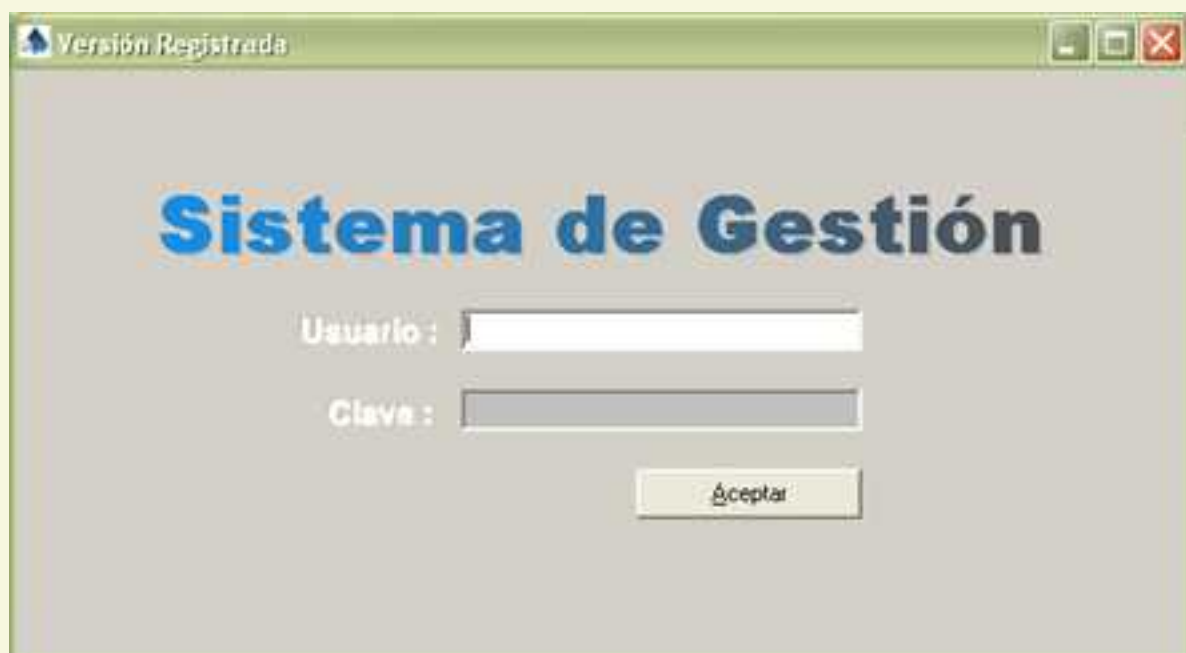 Versión Registrada
Sistema de Gestión
Usuario :
Clave :
Aceptar